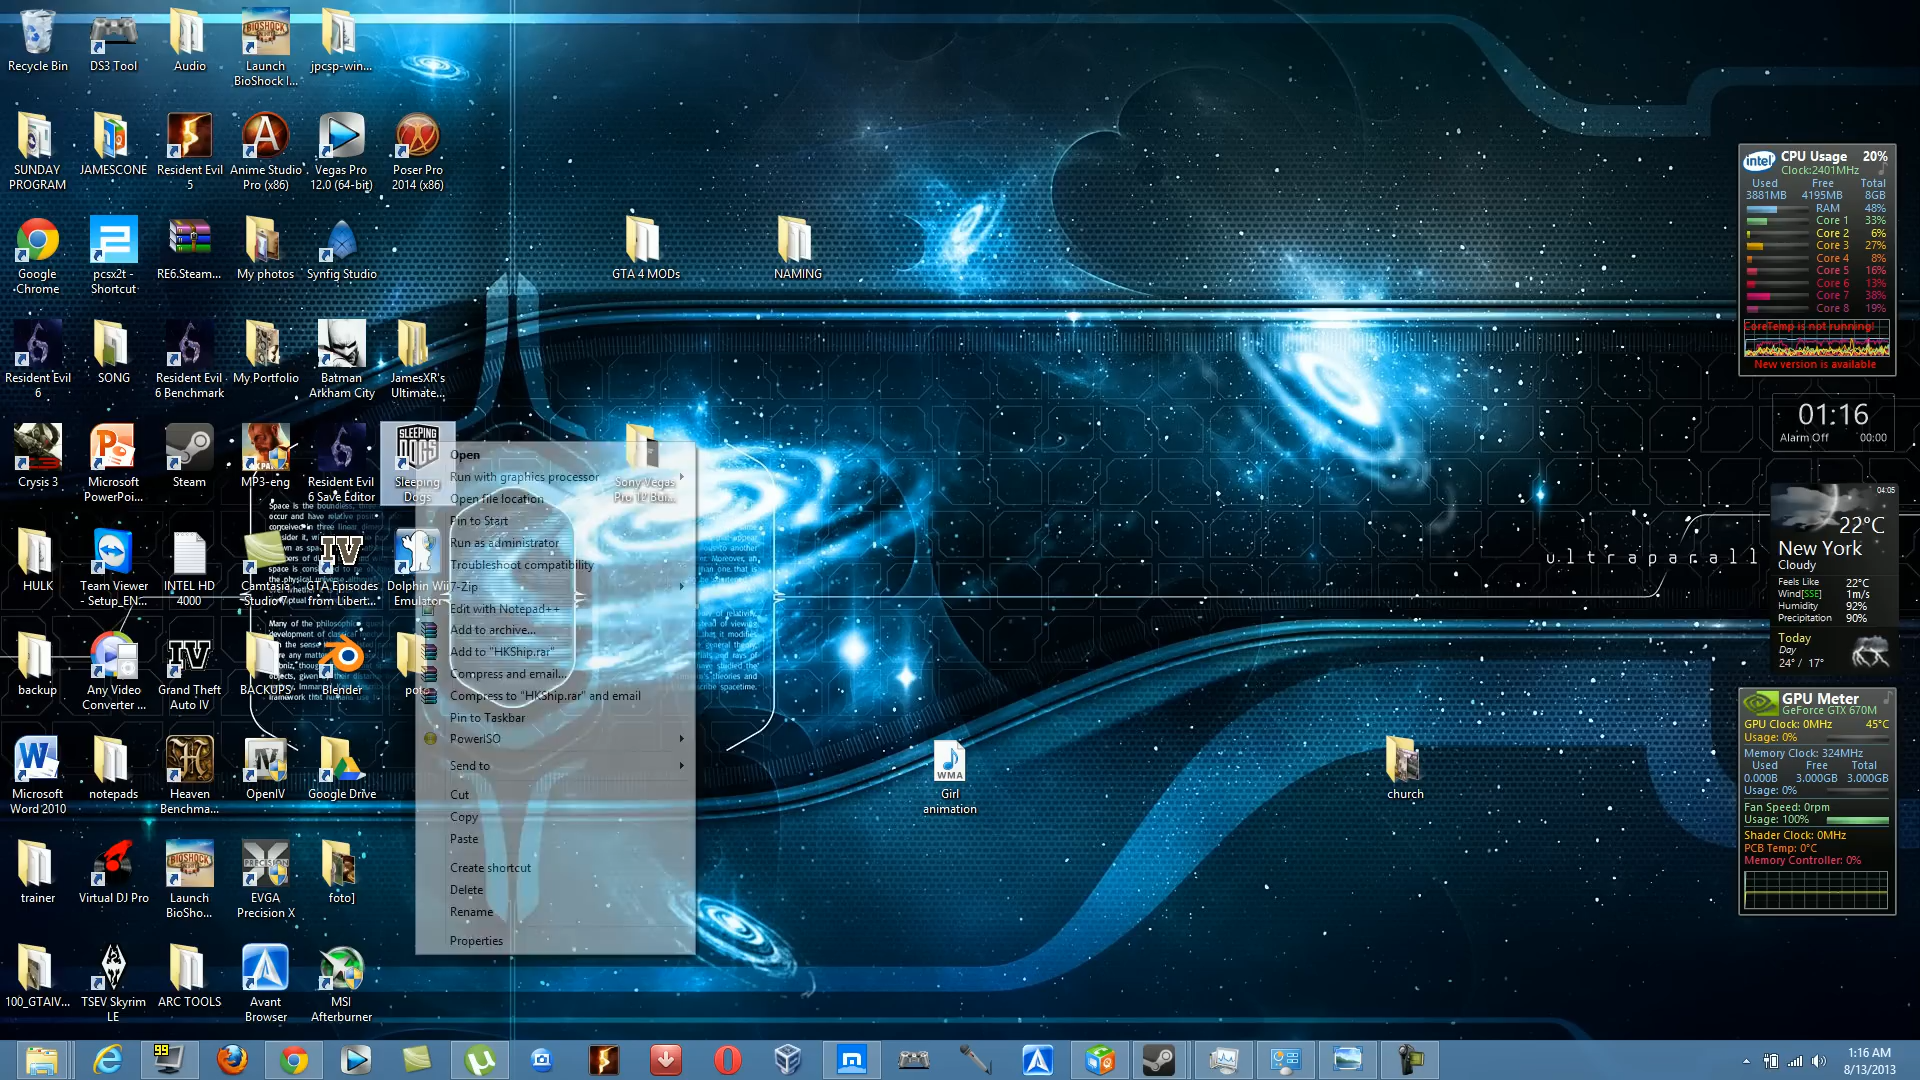 Recycle Bin
DS3 Tool
Audio
BIOSHOCK
Launch
BioShock I...
jpcsp-win...
SUNDAY
PROGRAM
JAMESCONE
Resident Evil
5
Anime Studio
Pro (x86)
Vegas Pro
12.0 (64-bit)
Poser Pro
2014 (x86)
Google
Chrome
pcsx2t -
Shortcut
RE6.Steam...
My photos
Synfig Studio
GTA 4 MODs
NAMING
Resident Evil
6
SONG
Resident Evil
6 Benchmark
My Portfolio
Batman
Arkham City
JamesXR's
Ultimate...
Crysis 3
Microsoft
PowerPoi...
Steam
MP3-eng
Resident Evil
6 Save Editor
SLEEPING
DOGS
Sleeping
Dogs
Sony Vegas
HULK
Team Viewer
- Setup_EN...
INTEL HD
4000
Camtasia
Studio 7
IV
GTA Episodes
from Libert...
Dolphin Wii
Emulator
backup
Any Video
Converter ...
IV
Grand Theft
Auto IV
BACKUPS
Blender
poto
Microsoft
Word 2010
notepads
Heaven
Benchma...
OpenIV
Google Drive
WMA
Girl
animation
church
trainer
Virtual DJ Pro
BIOSHOCK
Launch
BioSho...
PRECISION
EVGA
Precision X
foto]
100_GTAIV...
TSEV Skyrim
LE
ARC TOOLS
Avant
Browser
MSI
Afterburner
Open
Run with graphics processor
Open file location
Pin to Start
Run as administrator
Troubleshoot compatibility
7-Zip
Edit with Notepad++
Add to archive...
Add to "HKShip.rar"
Compress and email...
Compress to "HKShip.rar" and email
Pin to Taskbar
PowerISO
Send to
Cut
Copy
Paste
Create shortcut
Delete
Rename
Properties
ultraparall
intel
CPU Usage 20%
Clock:2401MHz
Used Free Total
3881MB 4195MB 8GB
RAM 48%
Core 1 33%
Core 2 6%
Core 3 27%
Core 4 8%
Core 5 16%
Core 6 13%
Core 7 38%
Core 8 19%
CoreTemp is not running!
New version is available
01:16
Alarm Off 00:00
04:05
22°C
New York
Cloudy
Feels Like 22°C
Wind[SSE] 1m/s
Humidity 92%
Precipitation 90%
Today
Day
24° / 17°
GPU Meter
GeForce GTX 670M
GPU Clock: 0MHz 45°C
Usage: 0%
Memory Clock: 324MHz
Used Free Total
0.000B 3.000GB 3.000GB
Usage: 0%
Fan Speed: 0rpm
Usage: 100%
Shader Clock: 0MHz
PCB Temp: 0°C
Memory Controller: 0%
99
1:16 AM
8/13/2013